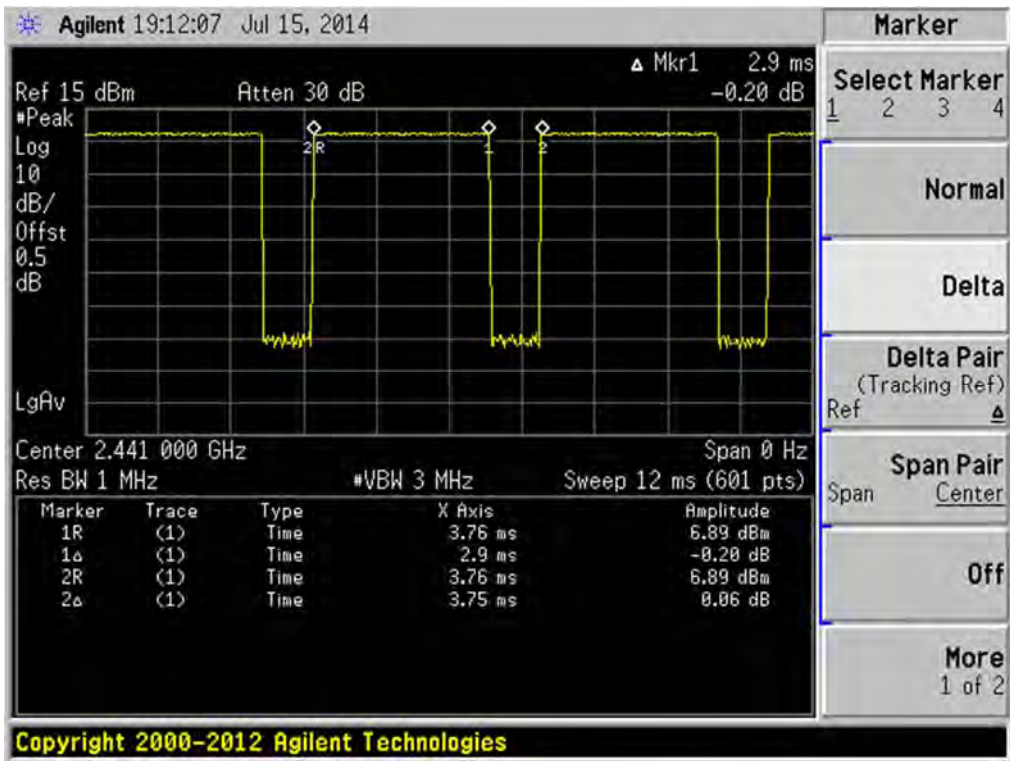 Agilent 19:12:07 Jul 15, 2014
Δ Mkr1 2.9 ms
Ref 15 dBm Atten 30 dB -0.20 dB
#Peak
Log
10
dB/
Offst
0.5
dB
LgAv
2R 1 2
Center 2.441 000 GHz Span 0 Hz
Res BW 1 MHz #VBW 3 MHz Sweep 12 ms (601 pts)
Marker Trace Type X Axis Amplitude
1R (1) Time 3.76 ms 6.89 dBm
1Δ (1) Time 2.9 ms -0.20 dB
2R (1) Time 3.76 ms 6.89 dBm
2Δ (1) Time 3.75 ms 0.06 dB
Copyright 2000-2012 Agilent Technologies
Marker
Select Marker
1 2 3 4
Normal
Delta
Delta Pair
(Tracking Ref)
Ref Δ
Span Pair
Span Center
Off
More
1 of 2